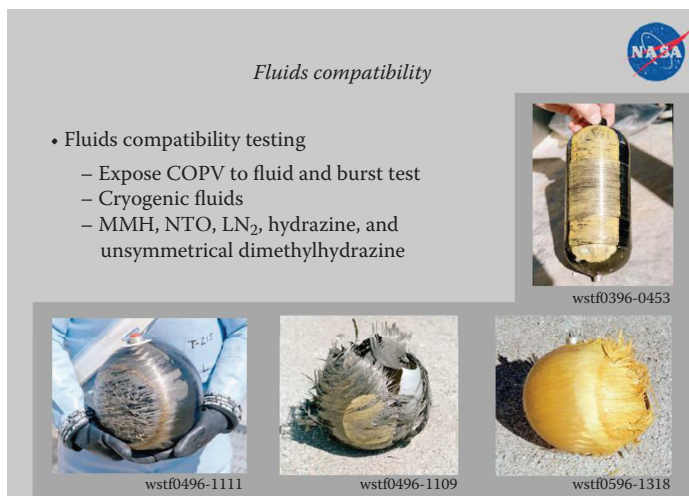 NASA
Fluids compatibility
• Fluids compatibility testing
– Expose COPV to fluid and burst test
– Cryogenic fluids
– MMH, NTO, LN₂, hydrazine, and
unsymmetrical dimethylhydrazine
wstf0396-0453
T-215
wstf0496-1111
wstf0496-1109
wstf0596-1318